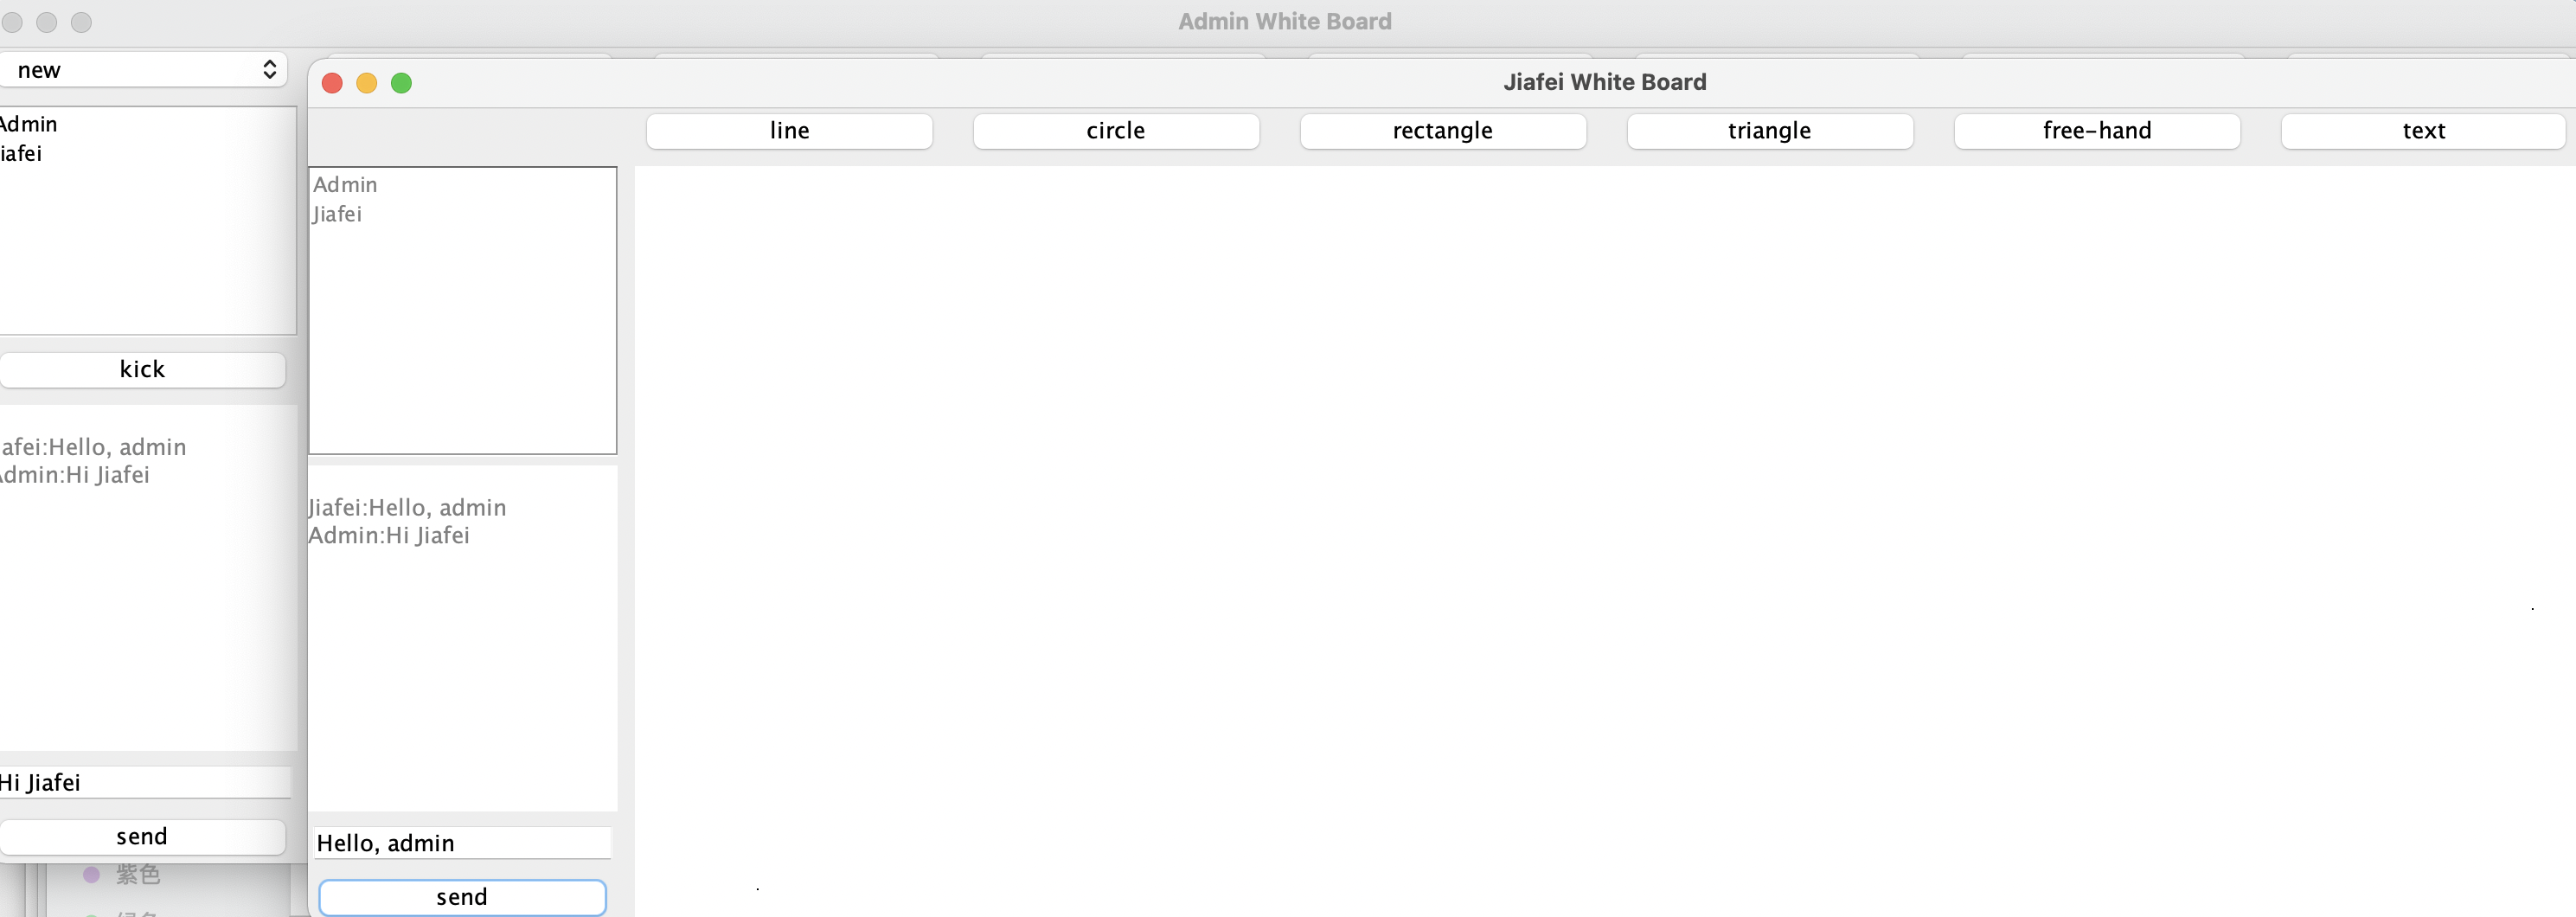 Admin White Board
new
Admin
iafei
kick
afei:Hello, admin
Admin:Hi Jiafei
Hi Jiafei
send
紫色
Jiafei White Board
line
circle
rectangle
triangle
free-hand
text
Admin
Jiafei
Jiafei:Hello, admin
Admin:Hi Jiafei
Hello, admin
send